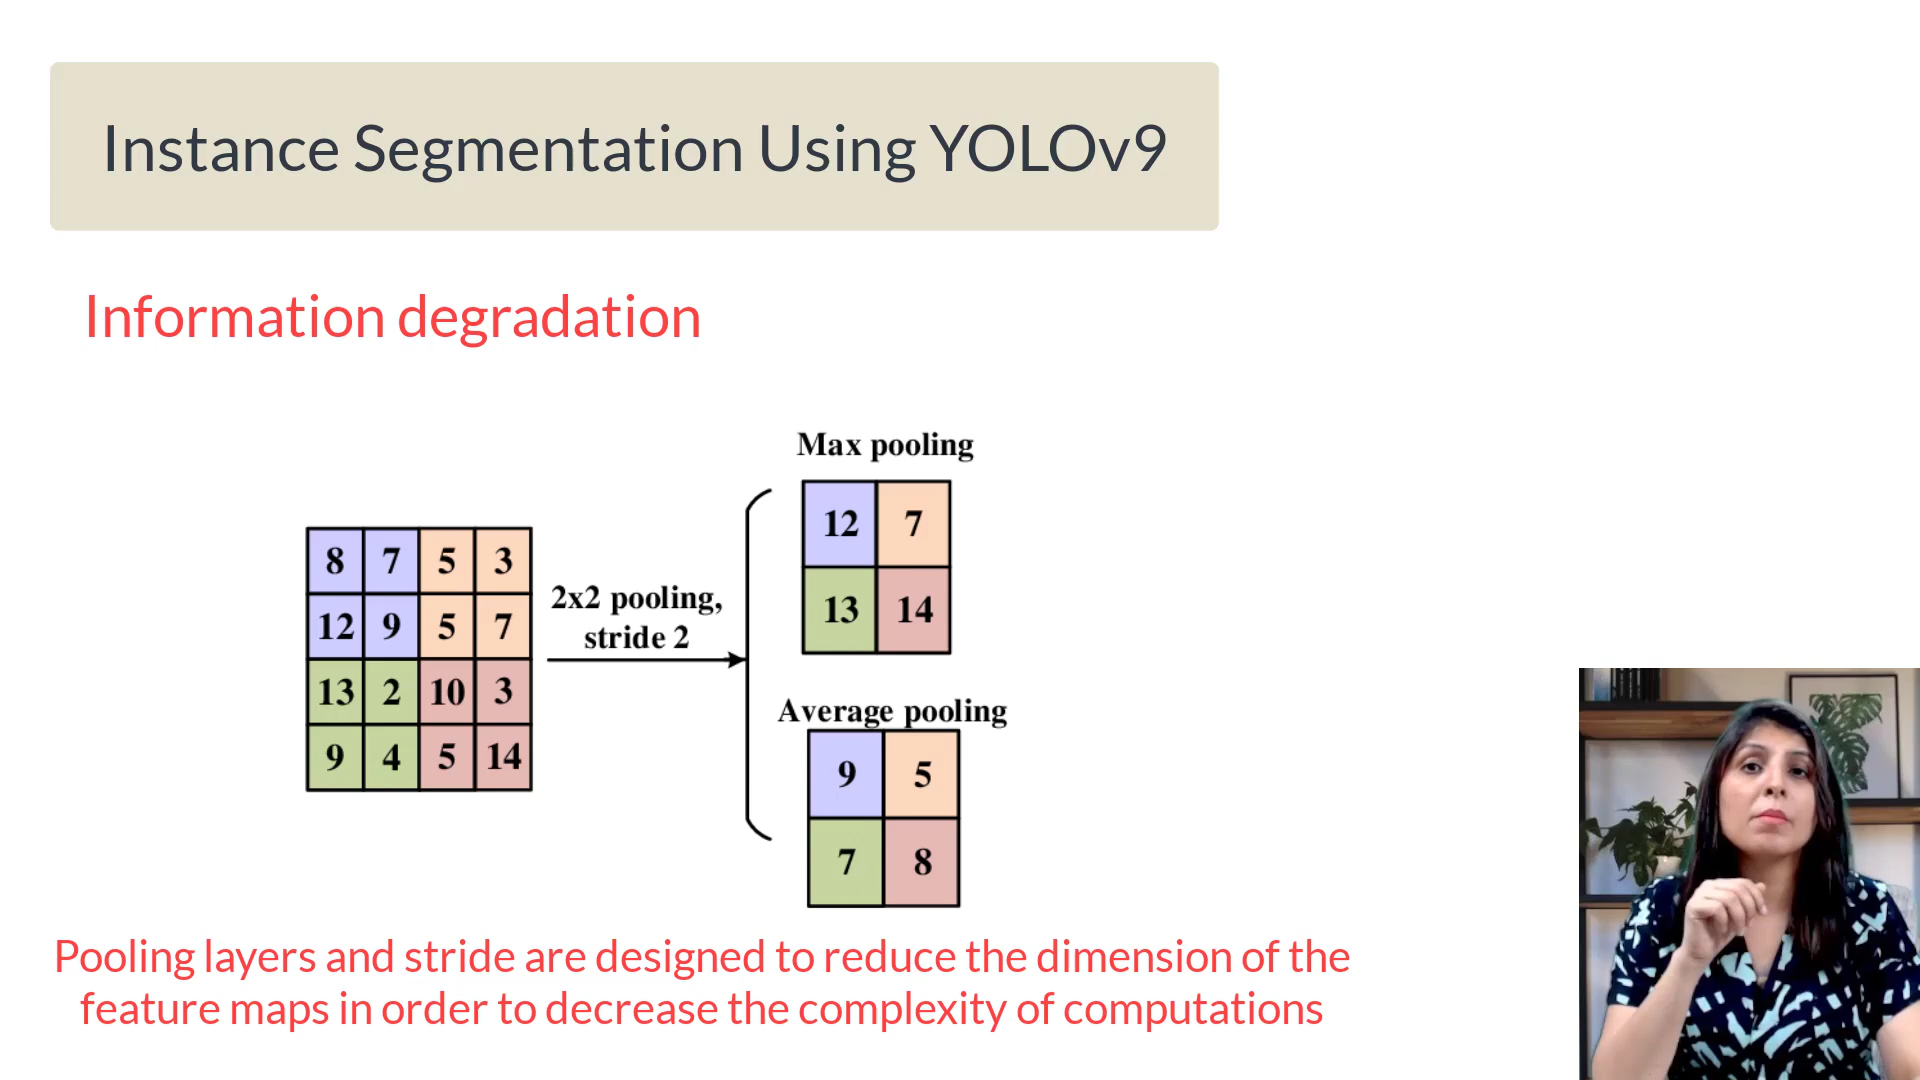 Instance Segmentation Using YOLOv9
Information degradation
8 7 5 3
12 9 5 7
13 2 10 3
9 4 5 14
2x2 pooling,
stride 2
Max pooling
12 7
13 14
Average pooling
9 5
7 8
Pooling layers and stride are designed to reduce the dimension of the
feature maps in order to decrease the complexity of computations